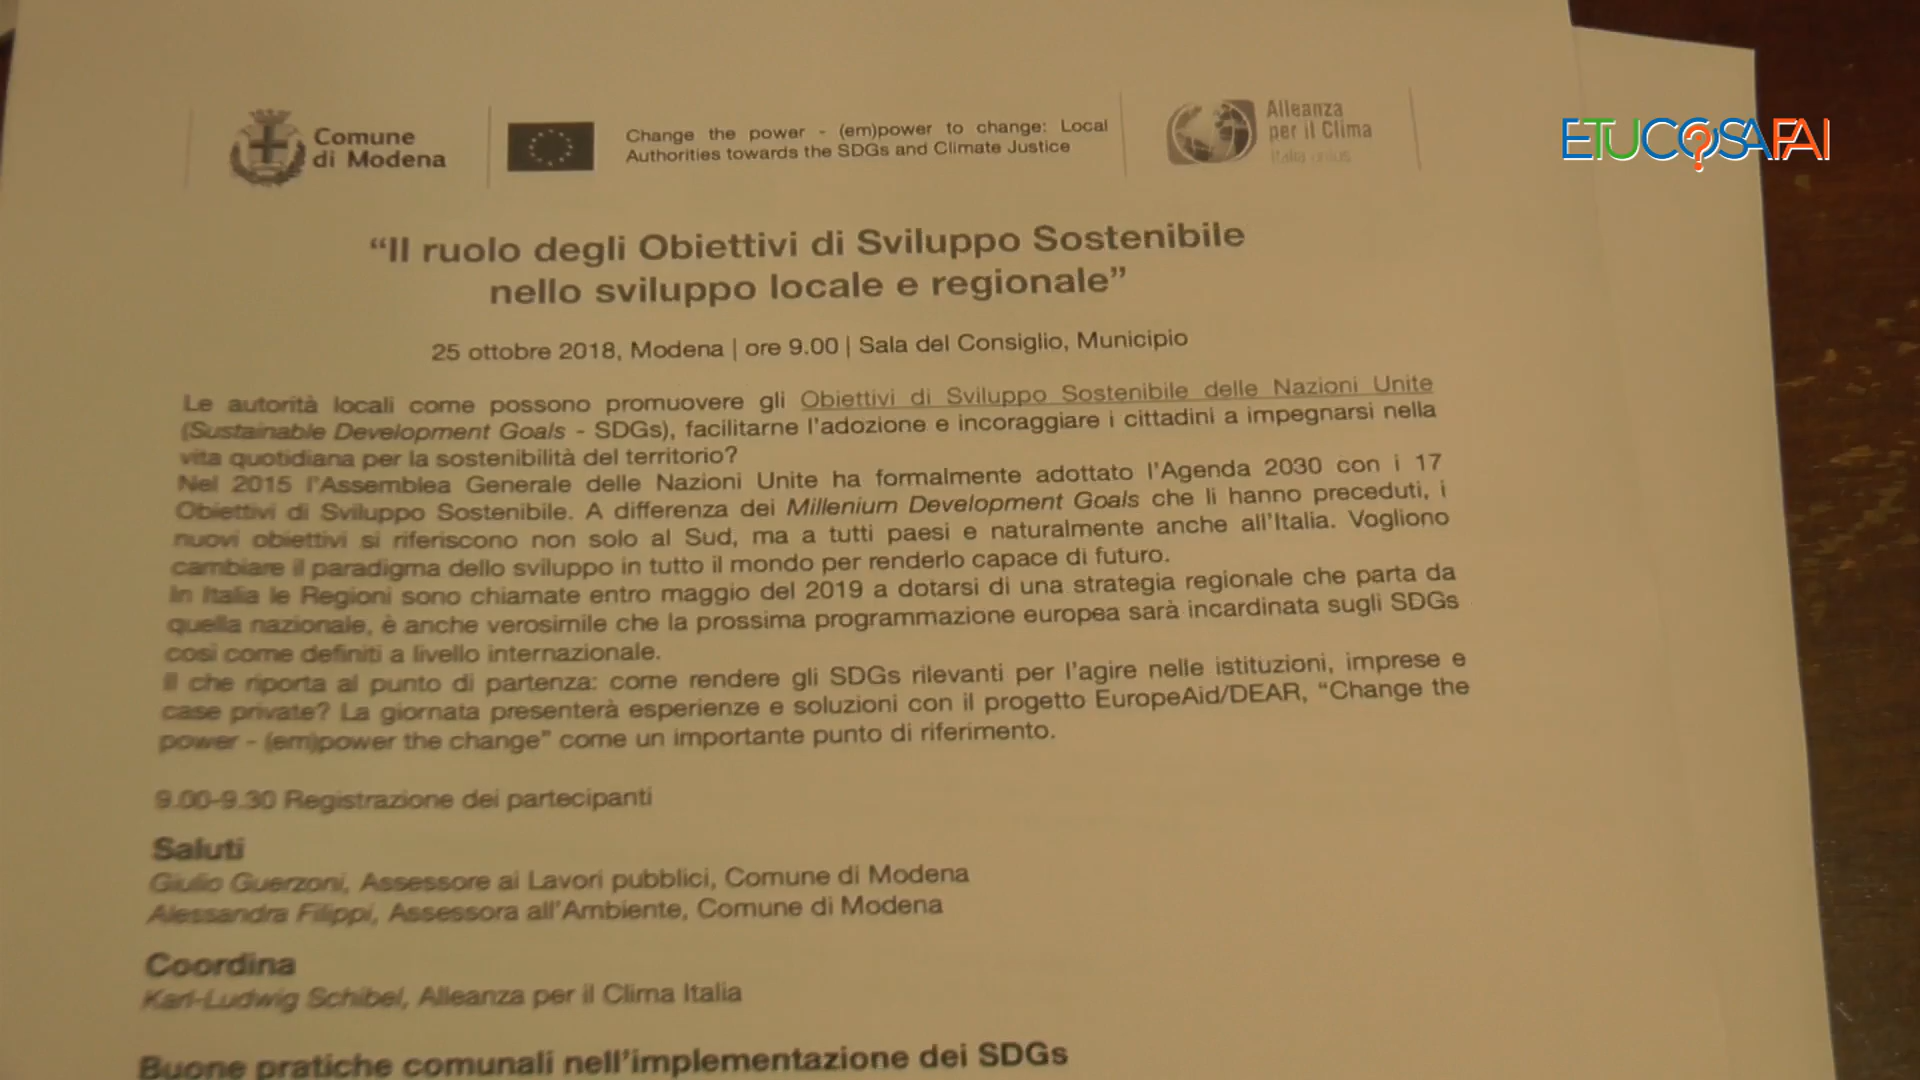 Comune
di Modena
Change the power - (em)power to change: Local
Authorities towards the SDGs and Climate Justice
Alleanza
per il Clima
Italia onlus
ETUCOSAFAI
“Il ruolo degli Obiettivi di Sviluppo Sostenibile
nello sviluppo locale e regionale”
25 ottobre 2018, Modena | ore 9.00 | Sala del Consiglio, Municipio
Le autorità locali come possono promuovere gli Obiettivi di Sviluppo Sostenibile delle Nazioni Unite
(Sustainable Development Goals - SDGs), facilitarne l'adozione e incoraggiare i cittadini a impegnarsi nella
vita quotidiana per la sostenibilità del territorio?
Nel 2015 l'Assemblea Generale delle Nazioni Unite ha formalmente adottato l'Agenda 2030 con i 17
Obiettivi di Sviluppo Sostenibile. A differenza dei Millenium Development Goals che li hanno preceduti, i
nuovi obiettivi si riferiscono non solo al Sud, ma a tutti paesi e naturalmente anche all'Italia. Vogliono
cambiare il paradigma dello sviluppo in tutto il mondo per renderlo capace di futuro.
In Italia le Regioni sono chiamate entro maggio del 2019 a dotarsi di una strategia regionale che parta da
quella nazionale, è anche verosimile che la prossima programmazione europea sarà incardinata sugli SDGs
così come definiti a livello internazionale.
Il che riporta al punto di partenza: come rendere gli SDGs rilevanti per l'agire nelle istituzioni, imprese e
case private? La giornata presenterà esperienze e soluzioni con il progetto EuropeAid/DEAR, “Change the
power - (em)power the change” come un importante punto di riferimento.
9.00-9.30 Registrazione dei partecipanti
Saluti
Giulio Guerzoni, Assessore ai Lavori pubblici, Comune di Modena
Alessandra Filippi, Assessora all'Ambiente, Comune di Modena
Coordina
Karl-Ludwig Schibel, Alleanza per il Clima Italia
Buone pratiche comunali nell'implementazione dei SDGs